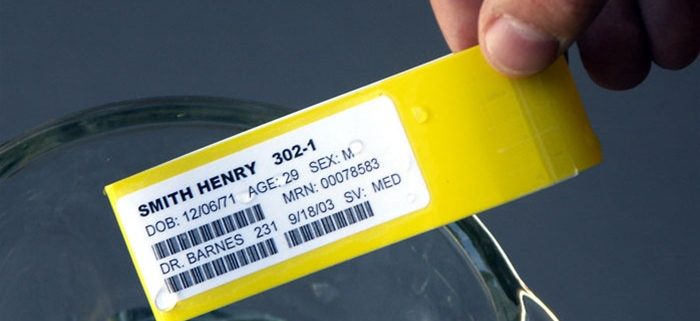 SMITH HENRY 302-1
DOB: 12/06/71 AGE: 29 SEX: M
MRN: 00078583
DR. BARNES 231 9/18/03 SV: MED